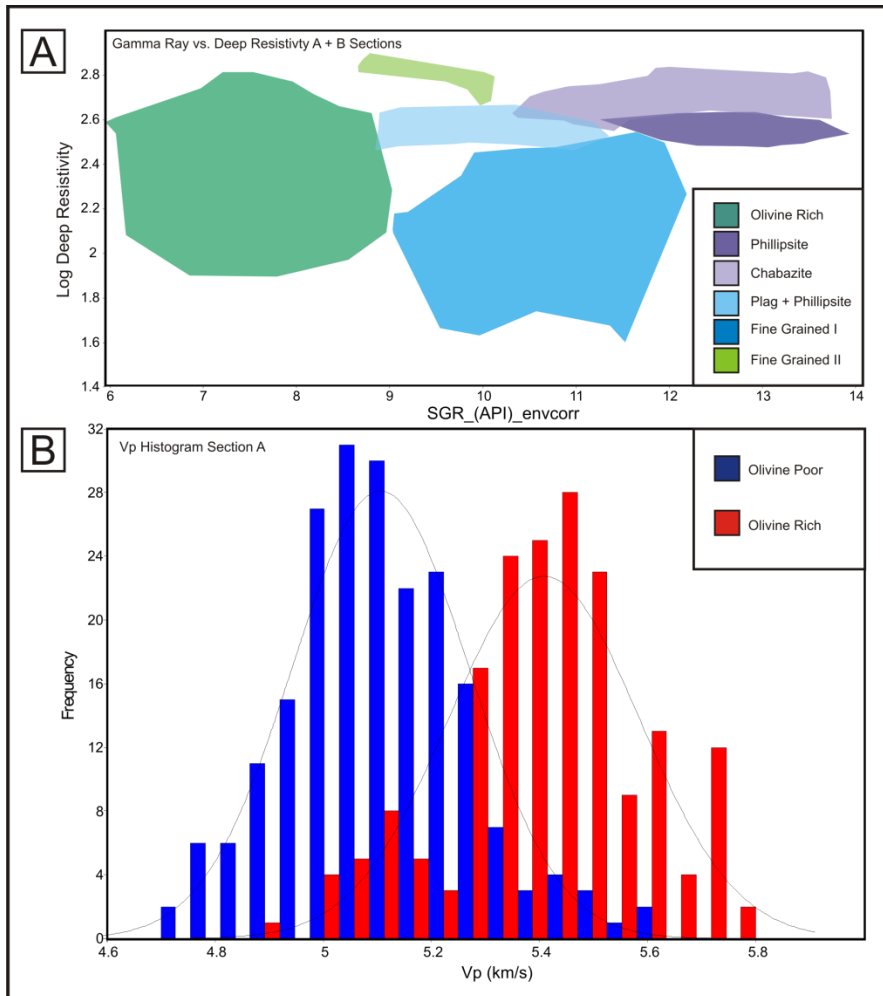 A
Gamma Ray vs. Deep Resistivty A + B Sections
Log Deep Resistivity
2.8
2.6
2.4
2.2
2
1.8
1.6
1.4
6 7 8 9 10 11 12 13 14
SGR_(API)_envcorr
Olivine Rich
Phillipsite
Chabazite
Plag + Phillipsite
Fine Grained I
Fine Grained II
B
Vp Histogram Section A
Frequency
32
28
24
20
16
12
8
4
0
4.6 4.8 5 5.2 5.4 5.6 5.8
Vp (km/s)
Olivine Poor
Olivine Rich